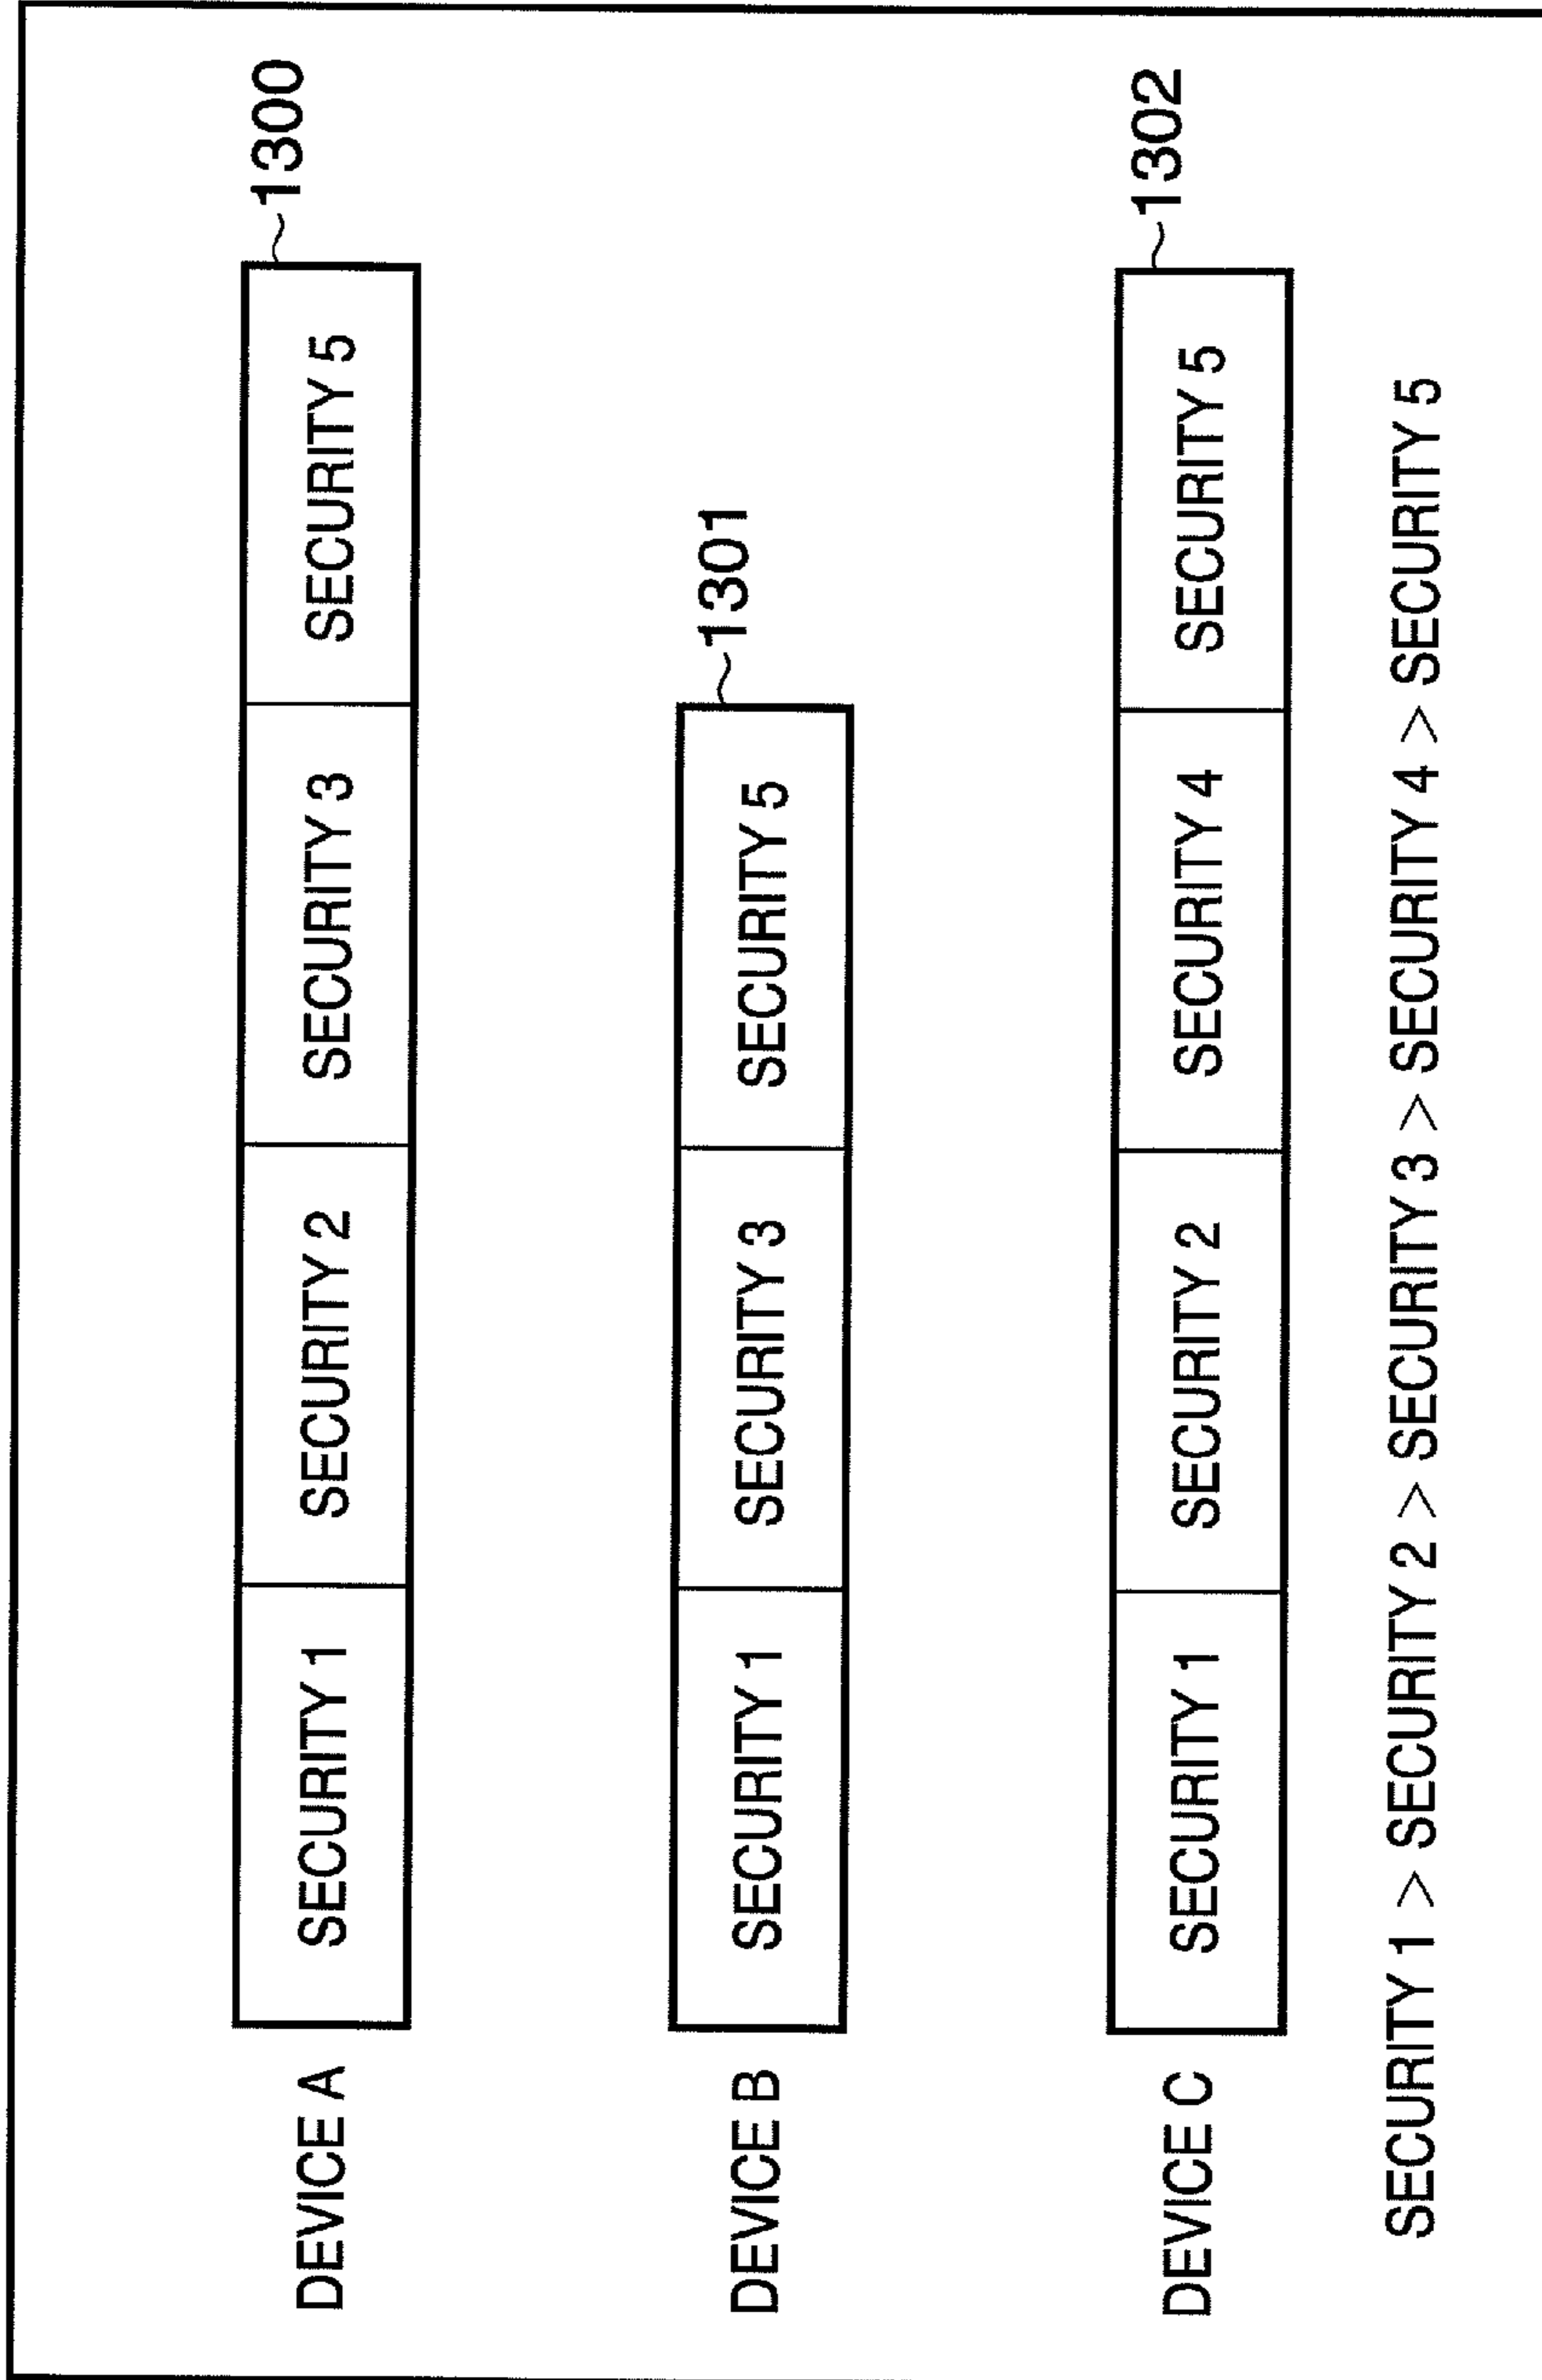 DEVICE A SECURITY 1 SECURITY 2 SECURITY 3 SECURITY 5 1300
DEVICE B SECURITY 1 SECURITY 3 SECURITY 5 1301
DEVICE C SECURITY 1 SECURITY 2 SECURITY 4 SECURITY 5 1302
SECURITY 1 > SECURITY 2 > SECURITY 3 > SECURITY 4 > SECURITY 5